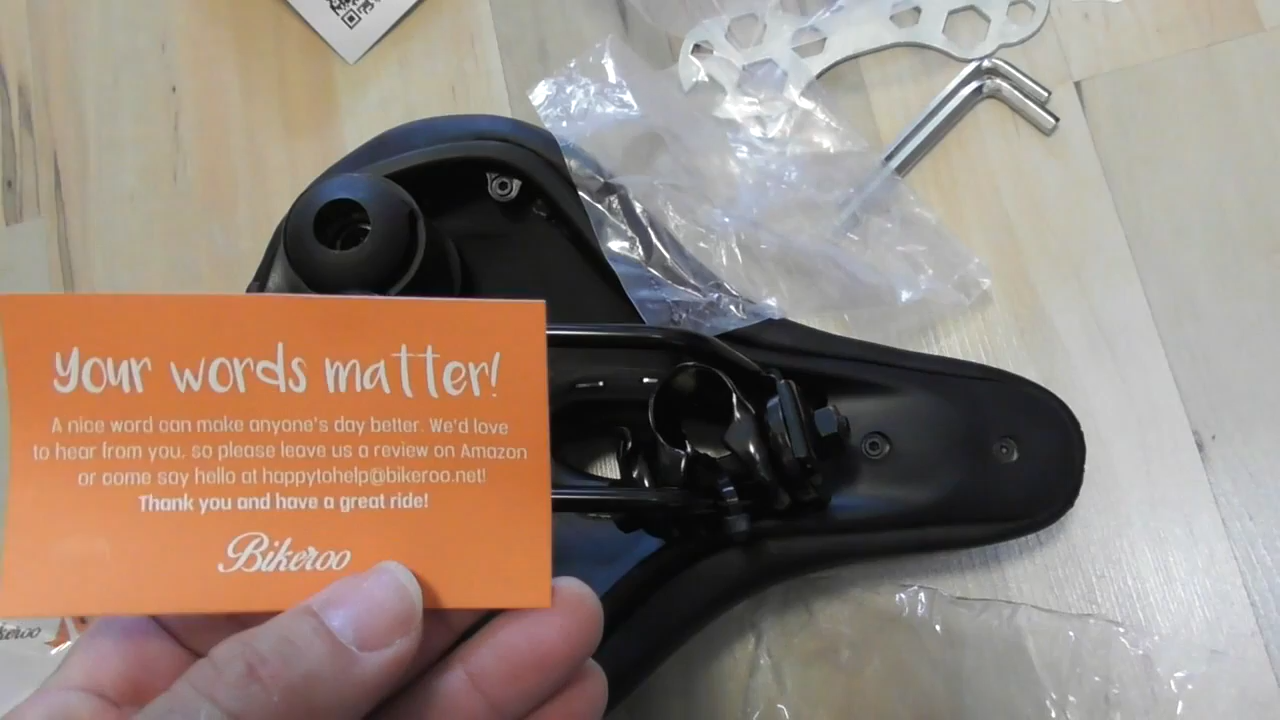 Your words matter!
A nice word can make anyone's day better. We'd love
to hear from you, so please leave us a review on Amazon
or come say hello at happytohelp@bikeroo.net!
Thank you and have a great ride!
Bikeroo
keroo